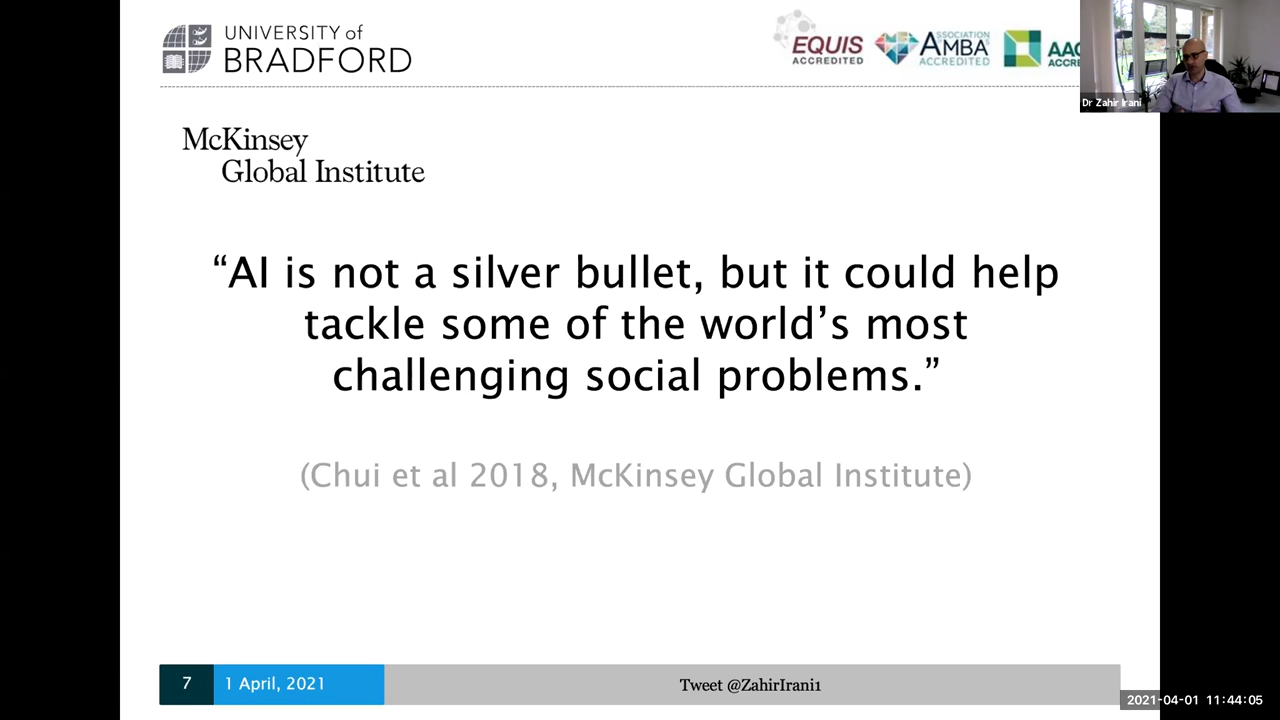 UNIVERSITY of
BRADFORD
EQUIS
ACCREDITED
ASSOCIATION
AMBA
ACCREDITED
Dr Zahir Irani
McKinsey
Global Institute
“AI is not a silver bullet, but it could help
tackle some of the world’s most
challenging social problems.”
(Chui et al 2018, McKinsey Global Institute)
7
1 April, 2021
Tweet @ZahirIrani1
2021-04-01 11:44:05